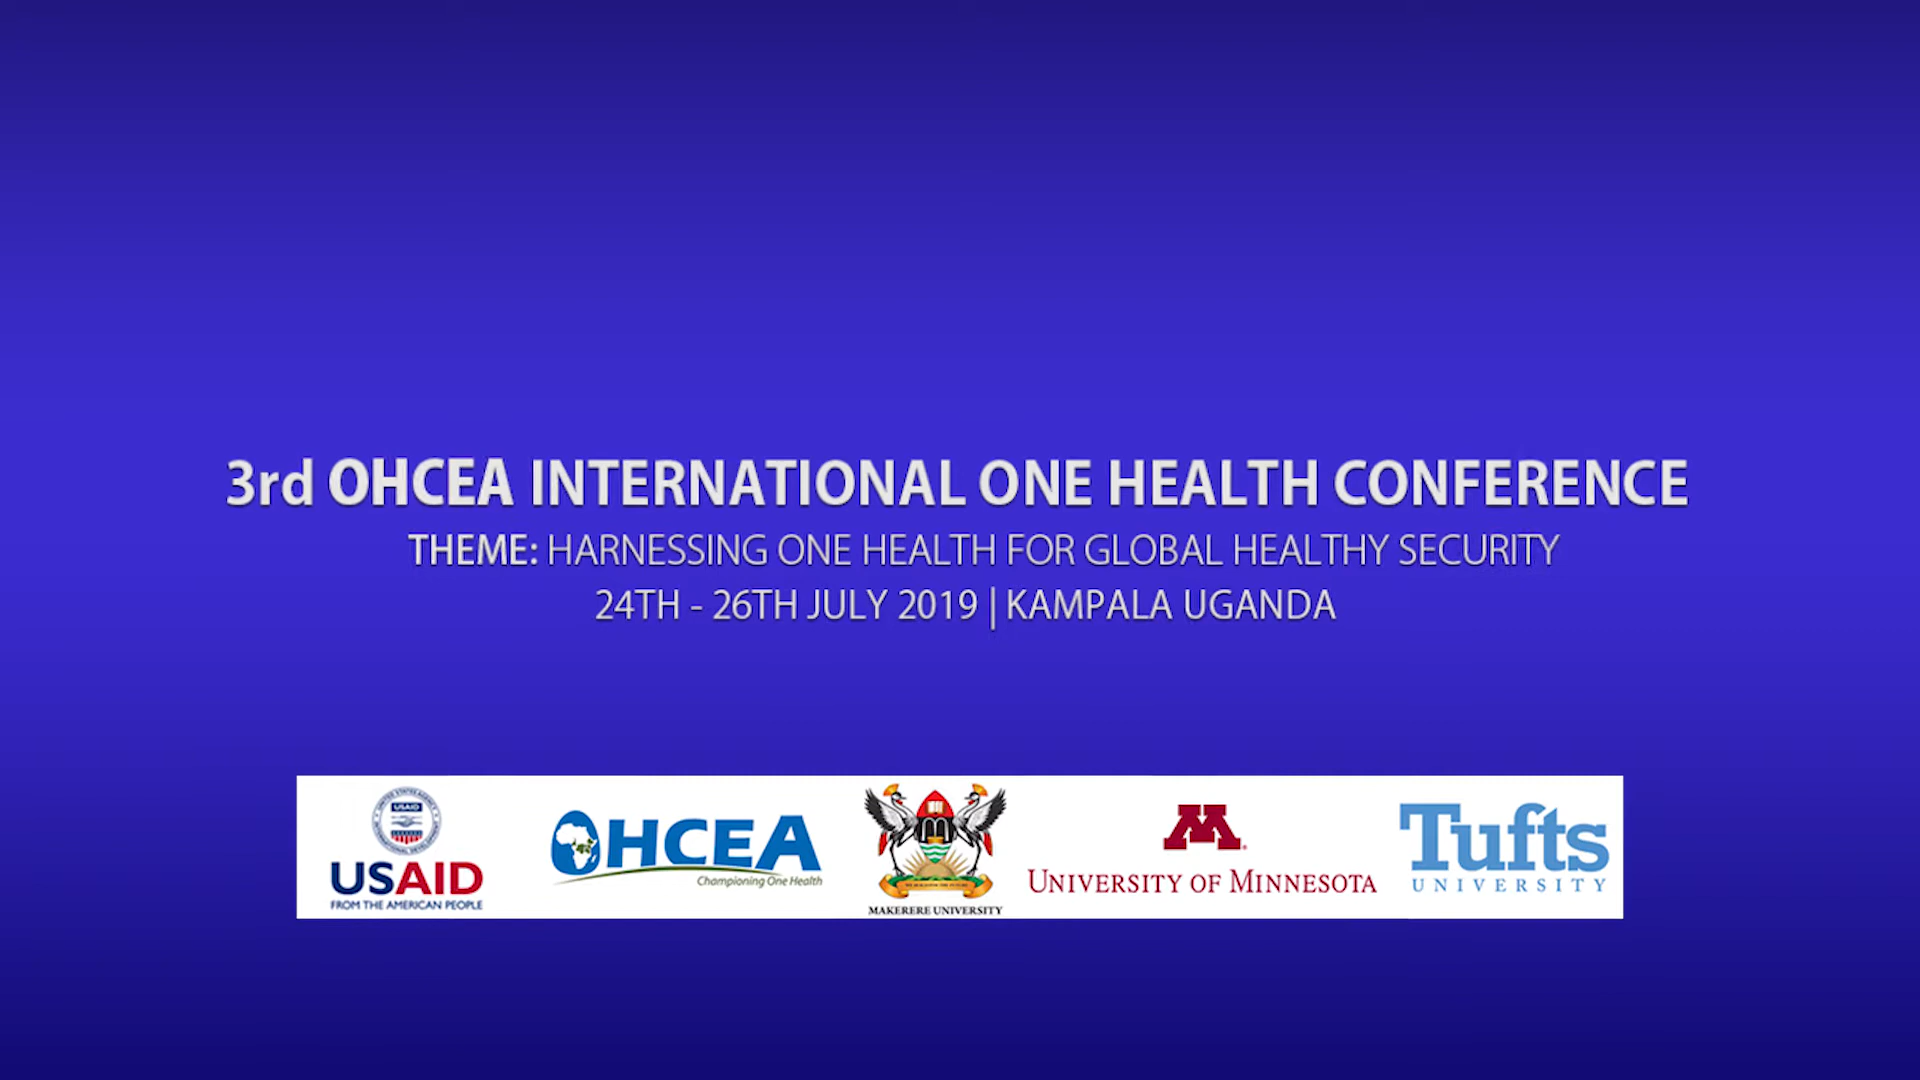 3rd OHCEA INTERNATIONAL ONE HEALTH CONFERENCE
THEME: HARNESSING ONE HEALTH FOR GLOBAL HEALTHY SECURITY
24TH - 26TH JULY 2019 | KAMPALA UGANDA
USAID
USAID
FROM THE AMERICAN PEOPLE
OHCEA
Championing One Health
MAKERERE UNIVERSITY
M
UNIVERSITY OF MINNESOTA
Tufts
UNIVERSITY